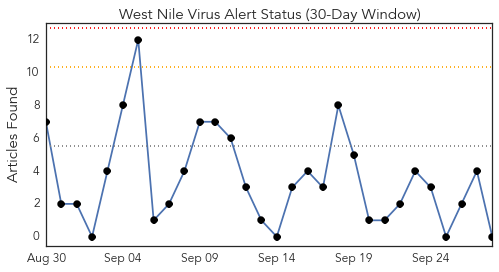 West Nile Virus Alert Status (30-Day Window)
Articles Found
12
10
8
6
4
2
0
Aug 30
Sep 04
Sep 09
Sep 14
Sep 19
Sep 24